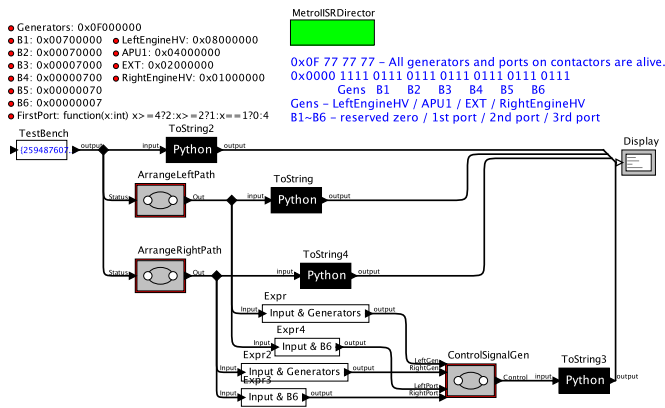 MetroIISRDirector
Generators: 0x0F000000
B1: 0x00700000
LeftEngineHV: 0x08000000
B2: 0x00070000
APU1: 0x04000000
B3: 0x00007000
EXT: 0x02000000
B4: 0x00000700
RightEngineHV: 0x01000000
B5: 0x00000070
B6: 0x00000007
FirstPort: function(x:int) x>=4?2:x>=2?1:x==1?0:4
0x0F 77 77 77 - All generators and ports on contactors are alive.
0x0000 1111 0111 0111 0111 0111 0111 0111
Gens B1 B2 B3 B4 B5 B6
Gens - LeftEngineHV / APU1 / EXT / RightEngineHV
B1~B6 - reserved zero / 1st port / 2nd port / 3rd port
TestBench
{259487607,
output
ToString2
input
Python
output
Display
ArrangeLeftPath
Status
Out
ToString
input
Python
output
ArrangeRightPath
Status
Out
ToString4
input
Python
output
Expr
Input
Input & Generators
output
Expr4
Input
Input & B6
output
Expr2
Input
Input & Generators
output
Expr3
Input
Input & B6
output
ControlSignalGen
LeftGen
RightGen
LeftPort
RightPort
Control
ToString3
input
Python
output